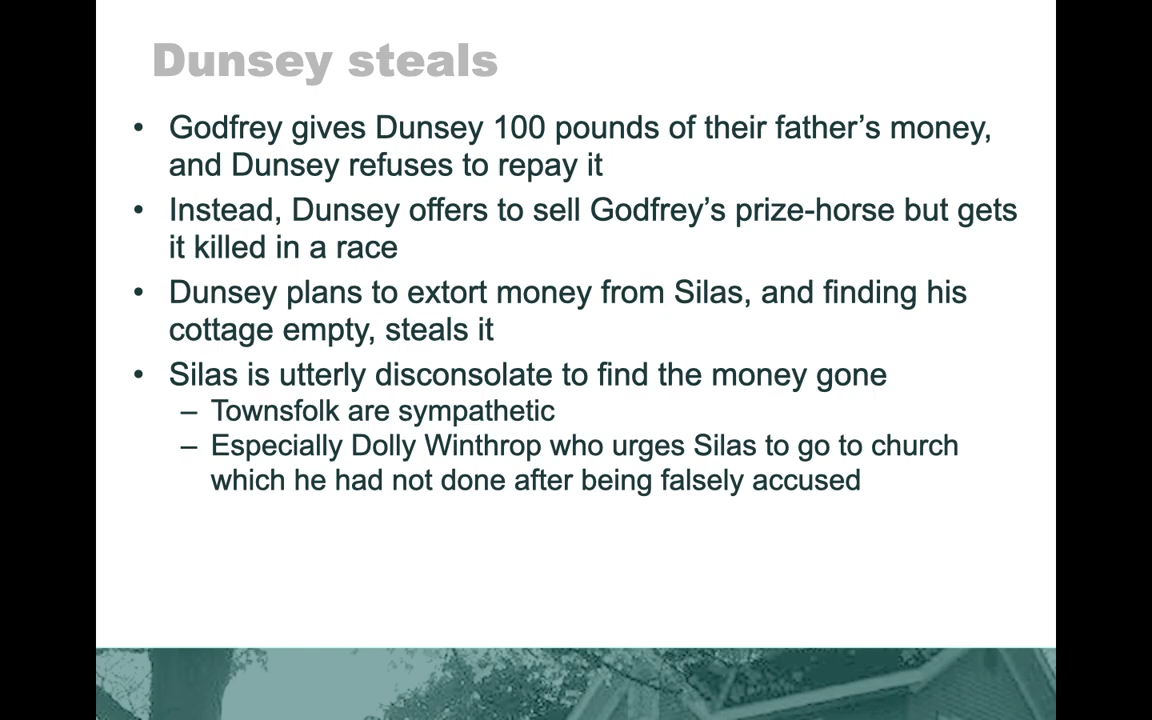 Dunsey steals
• Godfrey gives Dunsey 100 pounds of their father's money,
and Dunsey refuses to repay it
• Instead, Dunsey offers to sell Godfrey's prize-horse but gets
it killed in a race
• Dunsey plans to extort money from Silas, and finding his
cottage empty, steals it
• Silas is utterly disconsolate to find the money gone
– Townsfolk are sympathetic
– Especially Dolly Winthrop who urges Silas to go to church
which he had not done after being falsely accused